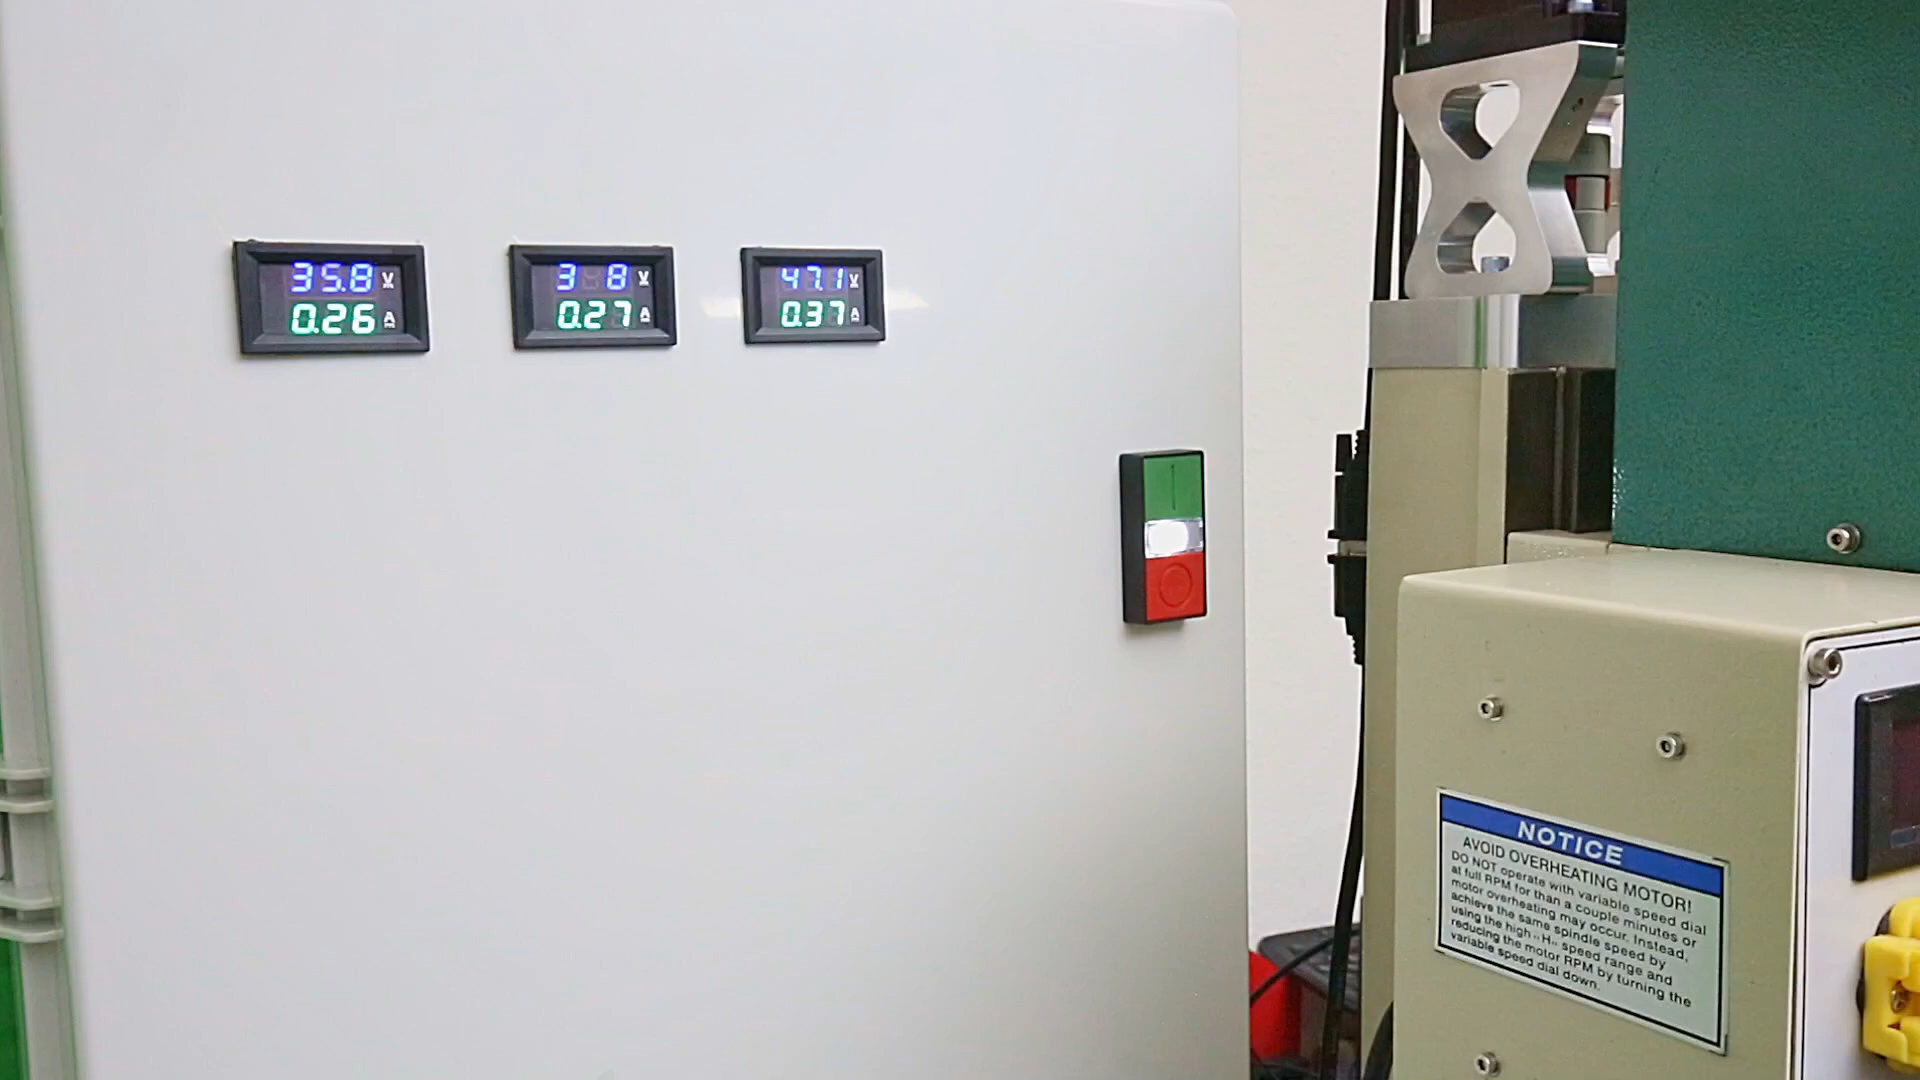 35.8 V
0.26 A
3 8 V
0.27 A
47.1 V
0.37 A
NOTICE
AVOID OVERHEATING MOTOR!
DO NOT operate with variable speed dial
at full RPM for than a couple minutes or
motor overheating may occur. Instead,
achieve the same spindle speed by
using the high "H" speed range and
reducing the motor RPM by turning the
variable speed dial down.